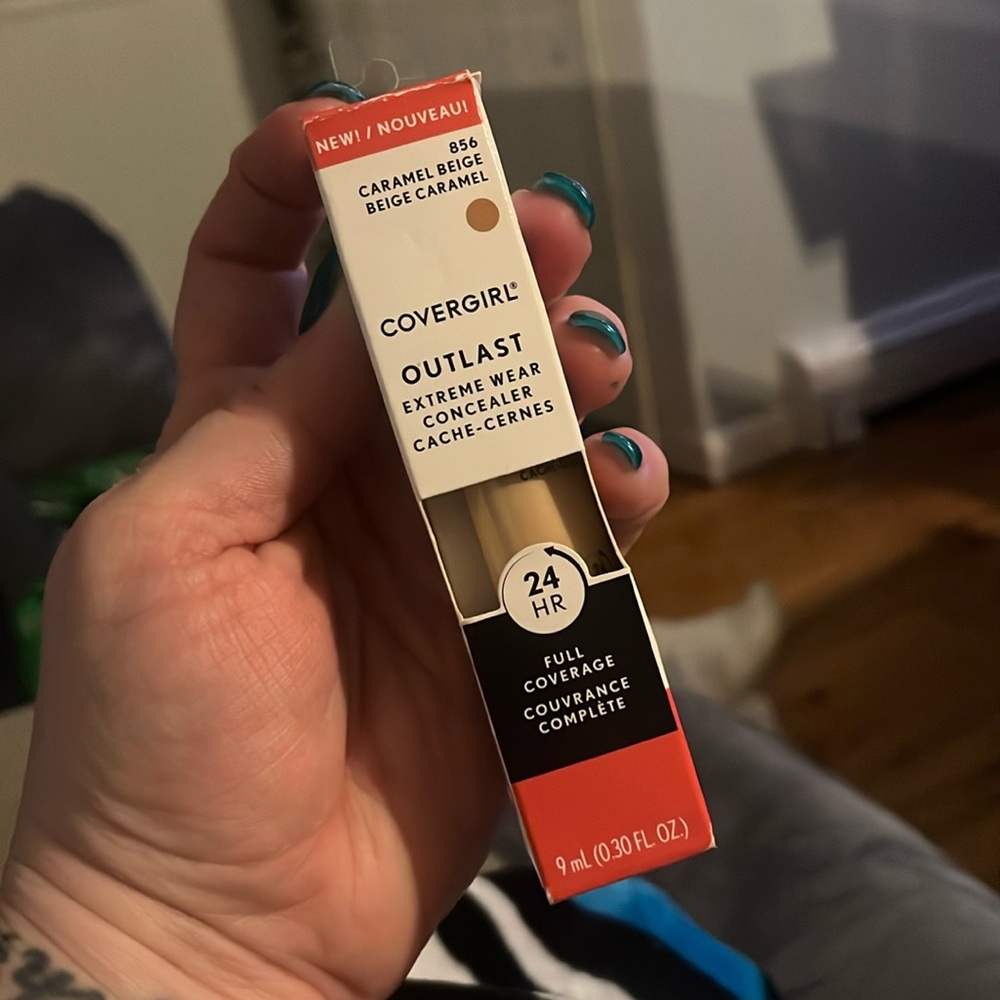 NEW! / NOUVEAU!
856
CARAMEL BEIGE
BEIGE CARAMEL
COVERGIRL®
OUTLAST
EXTREME WEAR
CONCEALER
CACHE-CERNES
24
HR
FULL
COVERAGE
COUVRANCE
COMPLÈTE
9 mL (0.30 FL. OZ.)